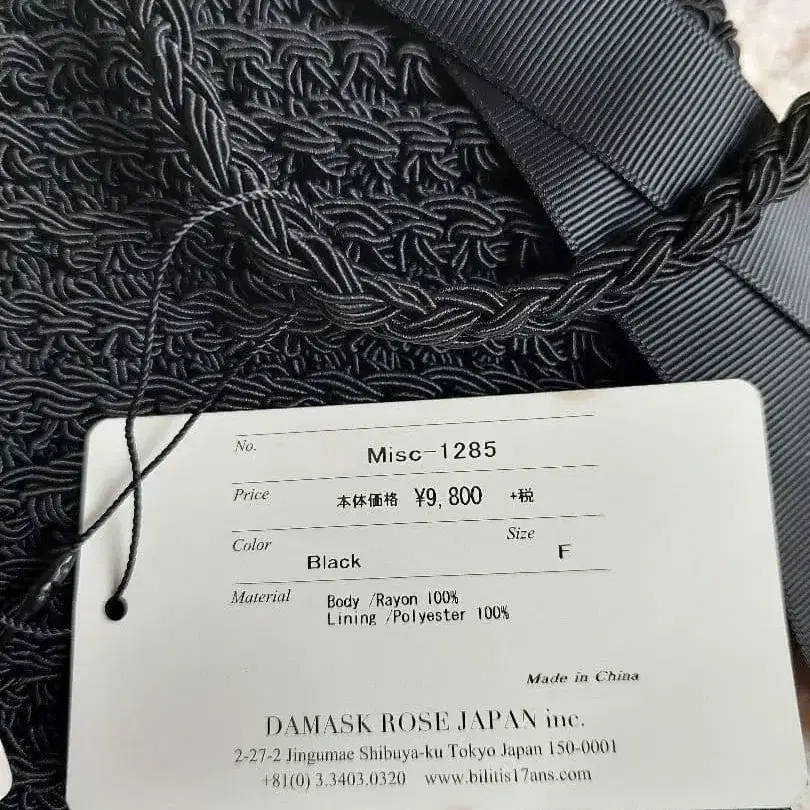 No. Misc-1285
Price 本体価格 ¥9,800 +税
Color Black Size F
Material Body /Rayon 100%
Lining /Polyester 100%
Made in China
DAMASK ROSE JAPAN inc.
2-27-2 Jingumae Shibuya-ku Tokyo Japan 150-0001
+81(0) 3.3403.0320 www.bilitis17ans.com